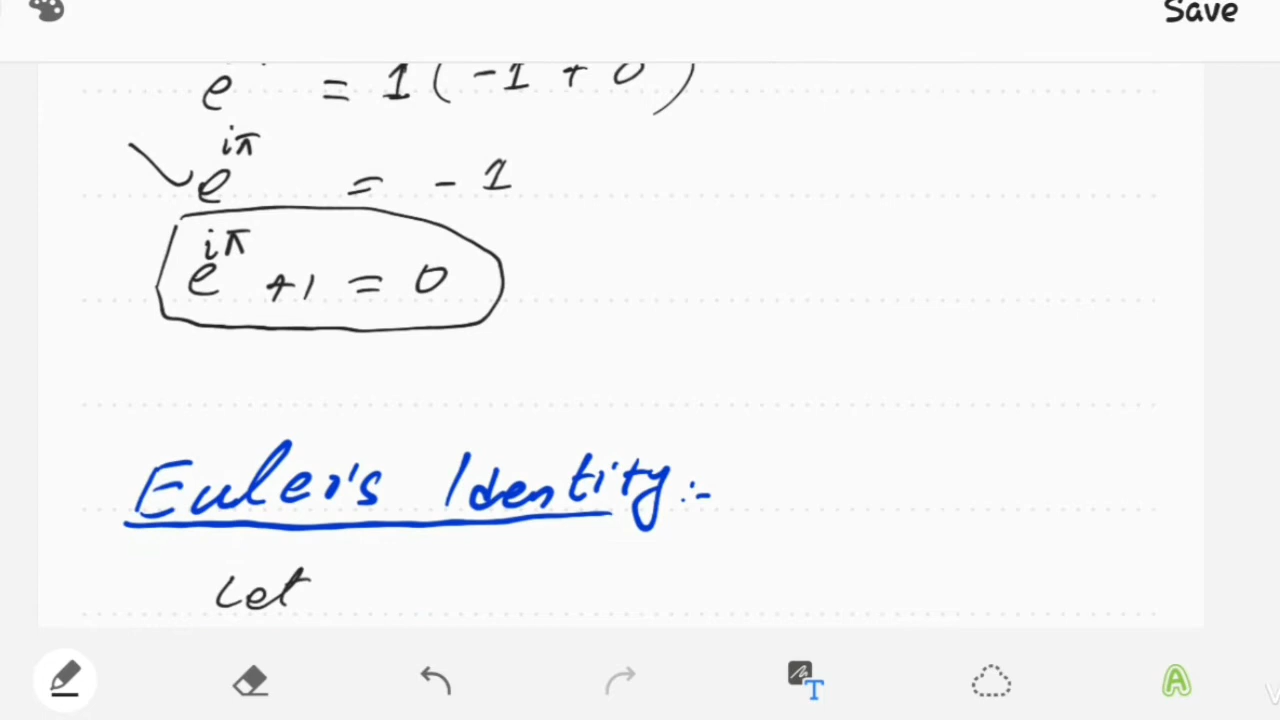 Save
e = 1(-1 + 0)
e^{iπ} = -1
e^{iπ} +1 = 0
Euler's Identity:-
Let
T
A